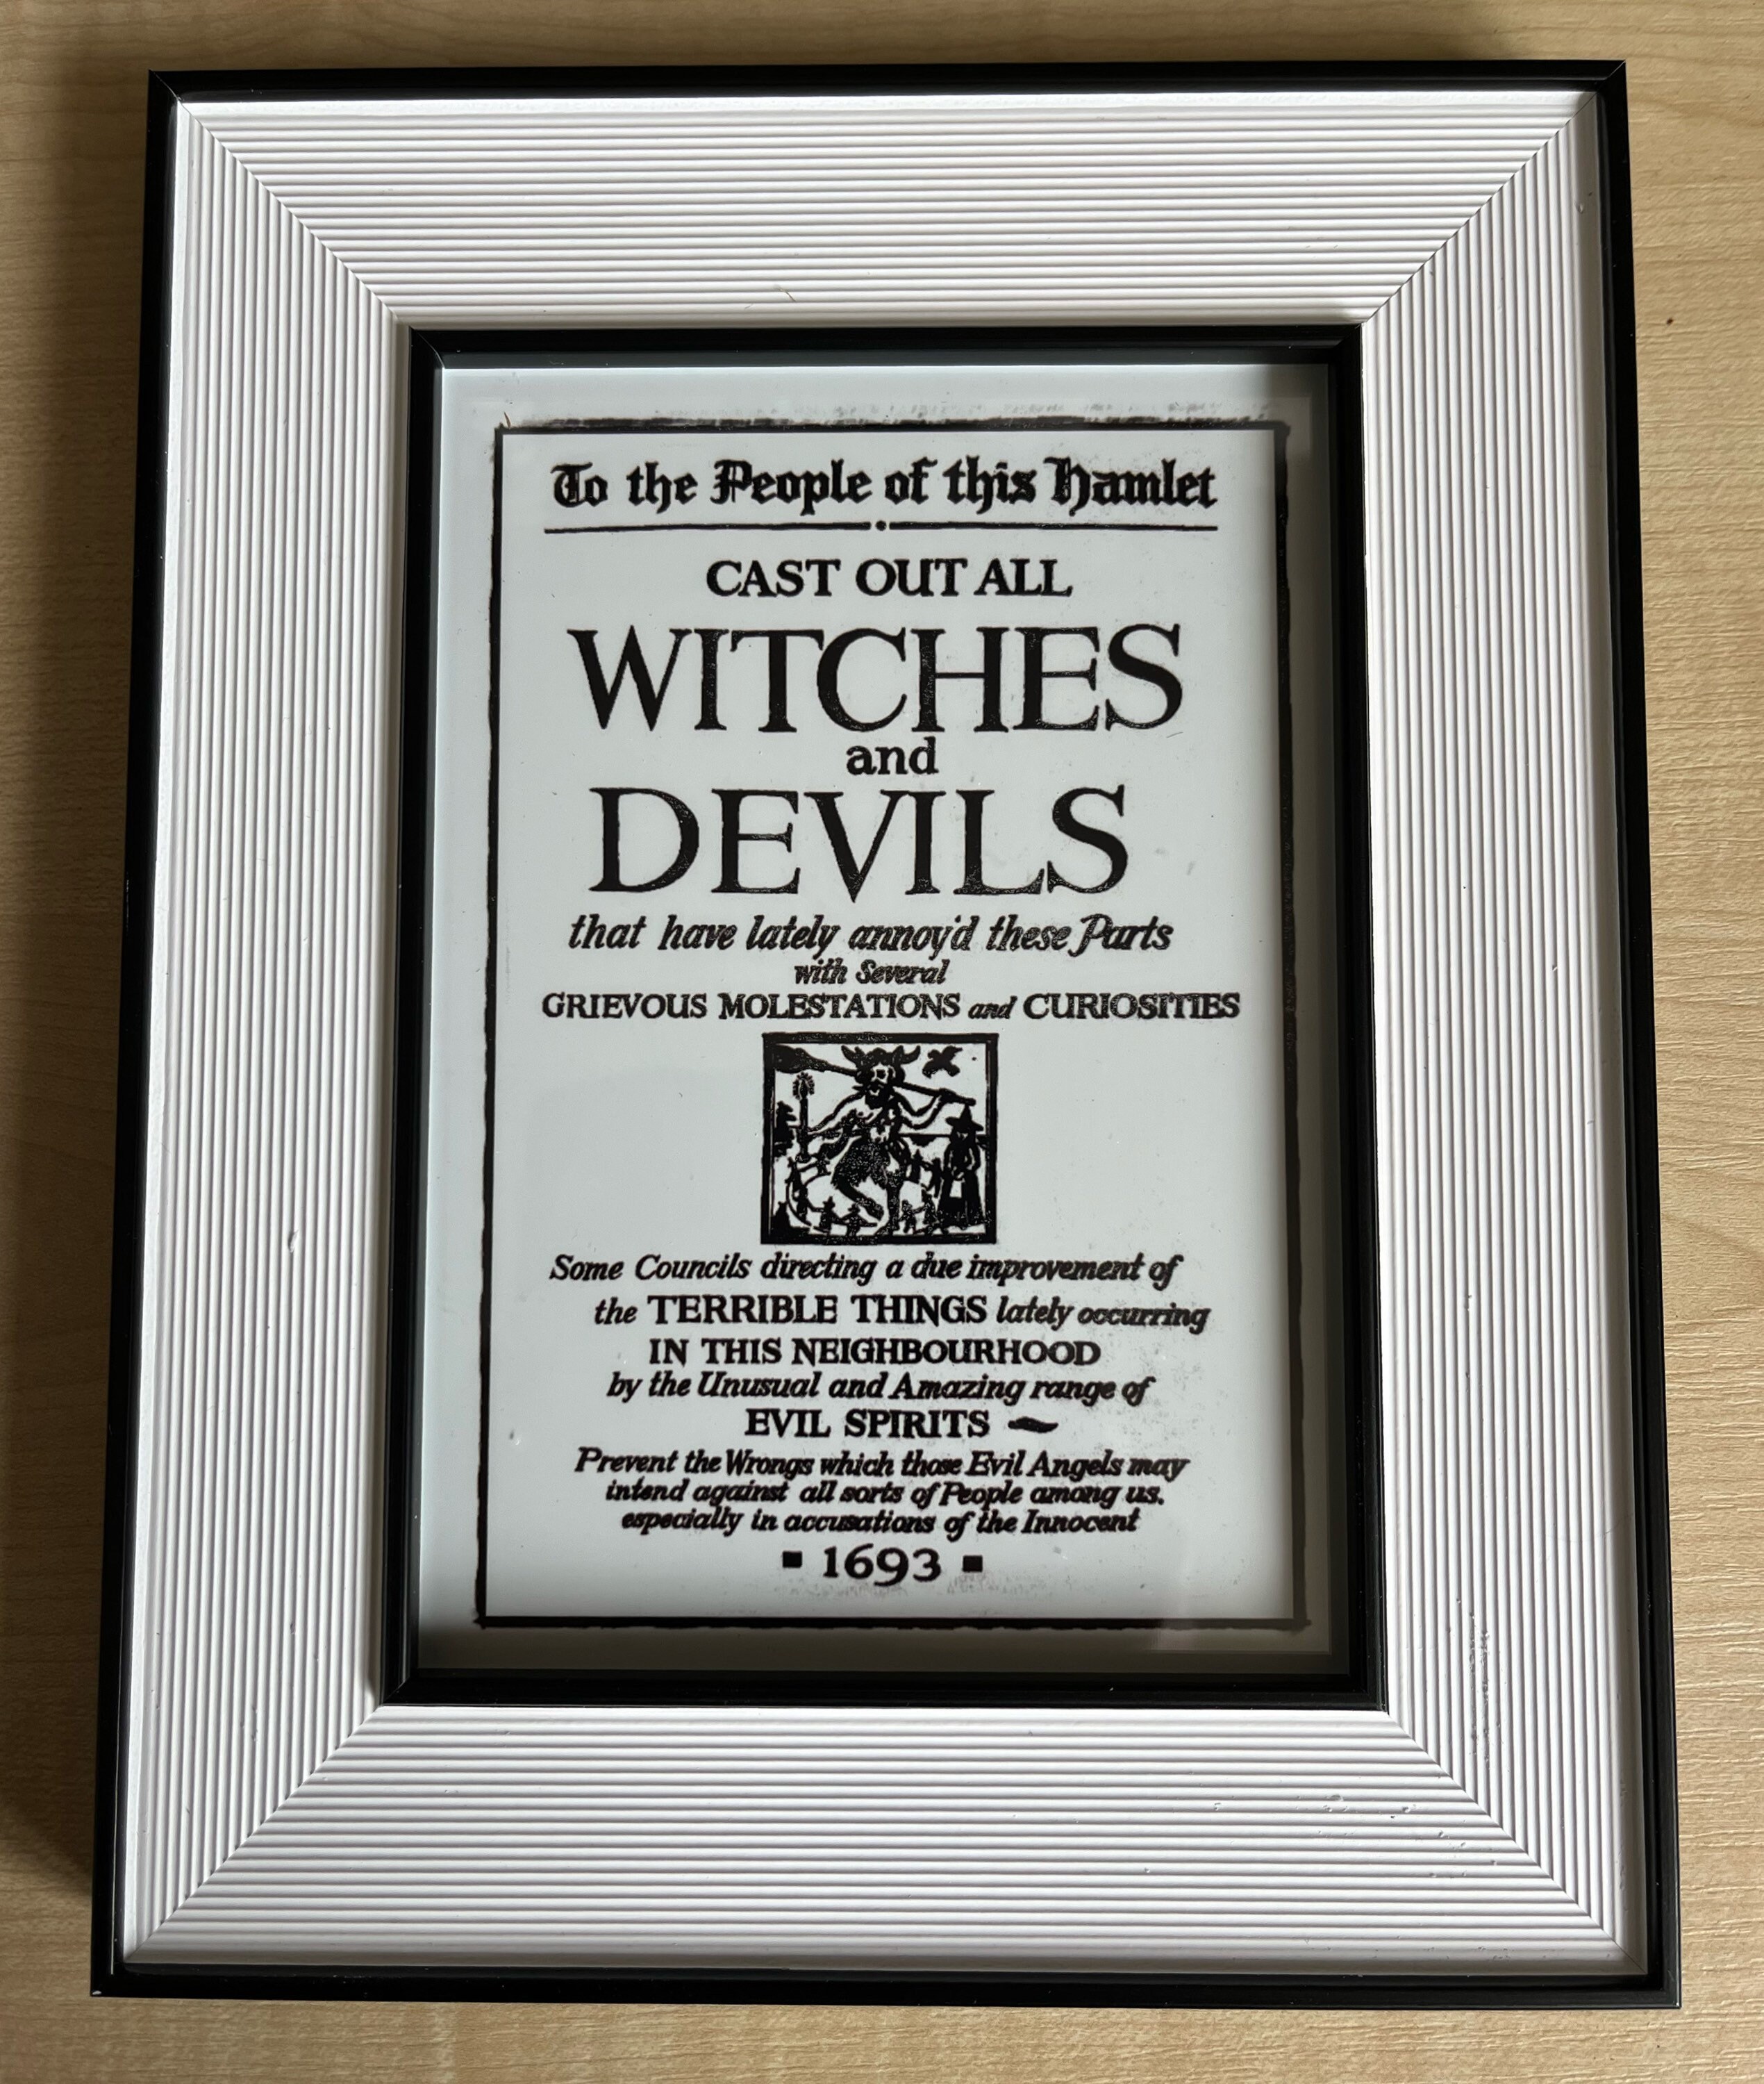 To the People of this Hamlet
CAST OUT ALL
WITCHES
and
DEVILS
that have lately annoy'd these Parts
with Several
GRIEVOUS MOLESTATIONS and CURIOSITIES
Some Councils directing a due improvement of
the TERRIBLE THINGS lately occurring
IN THIS NEIGHBOURHOOD
by the Unusual and Amazing range of
EVIL SPIRITS ~
Prevent the Wrongs which those Evil Angels may
intend against all sorts of People among us.
especially in accusations of the Innocent
▪ 1693 ▪